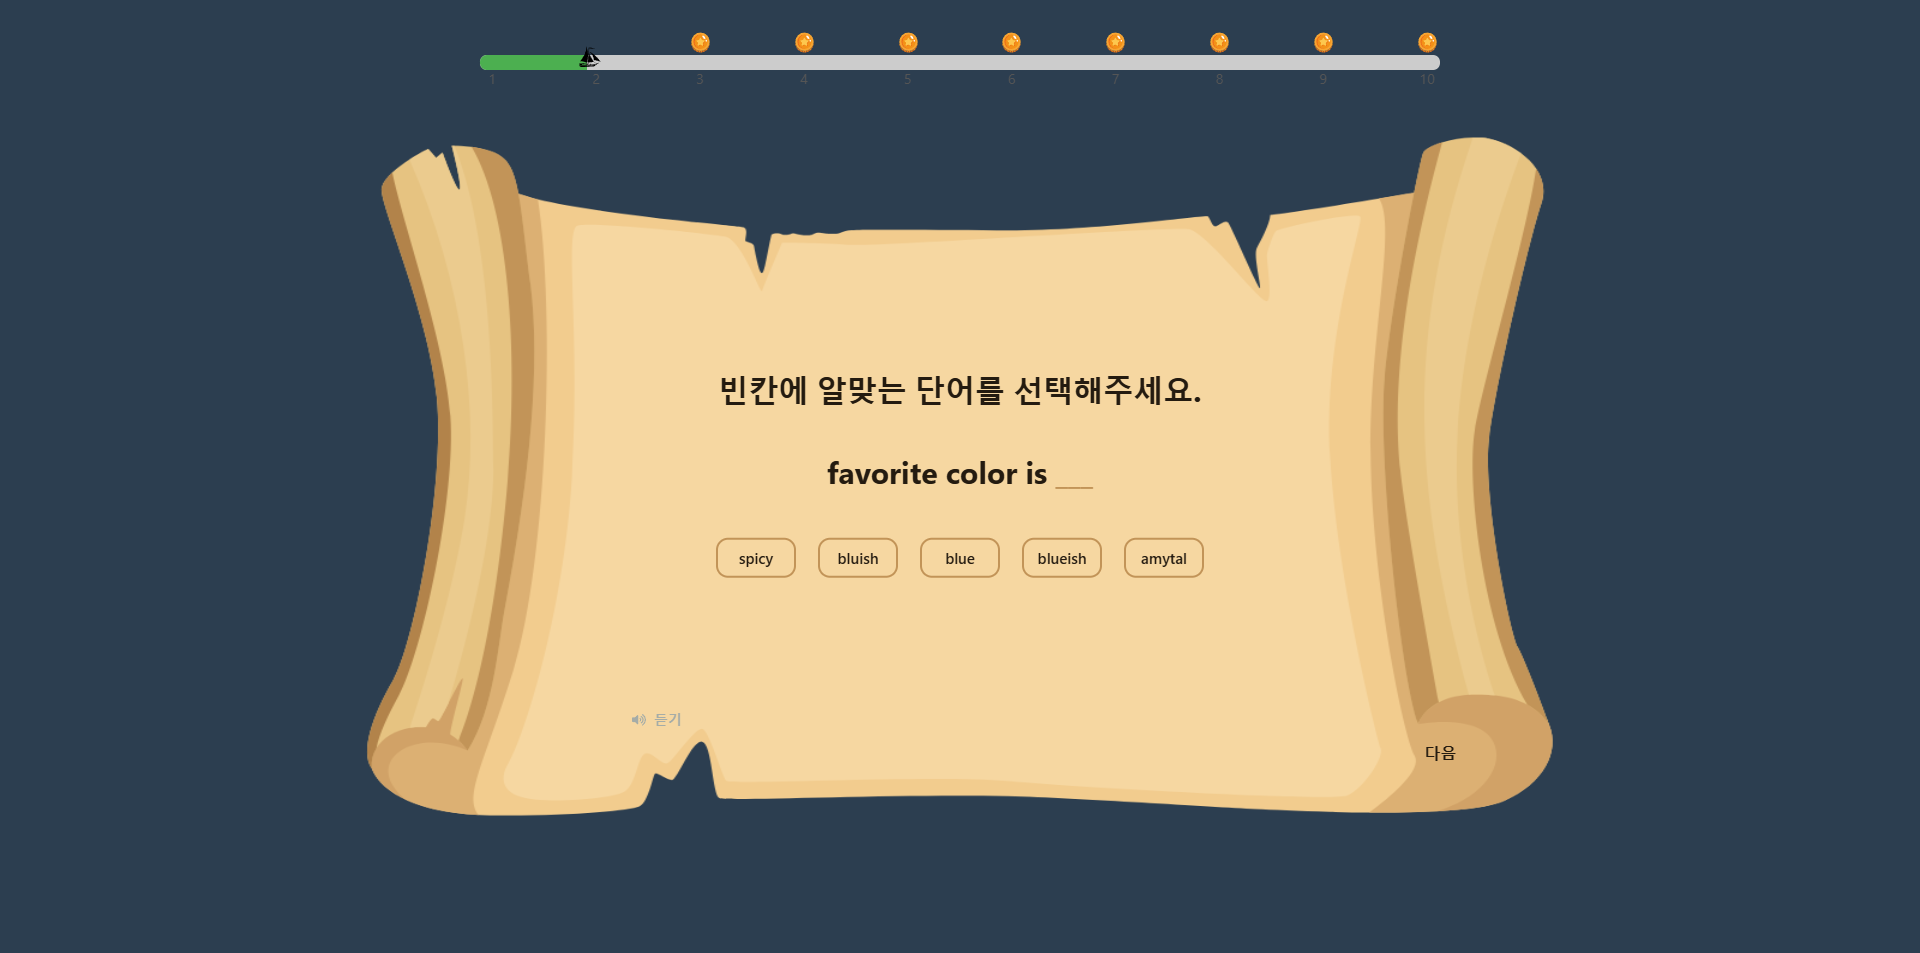 1 2 3 4 5 6 7 8 9 10
빈칸에 알맞는 단어를 선택해주세요.
favorite color is ___
spicy bluish blue blueish amytal
듣기
다음